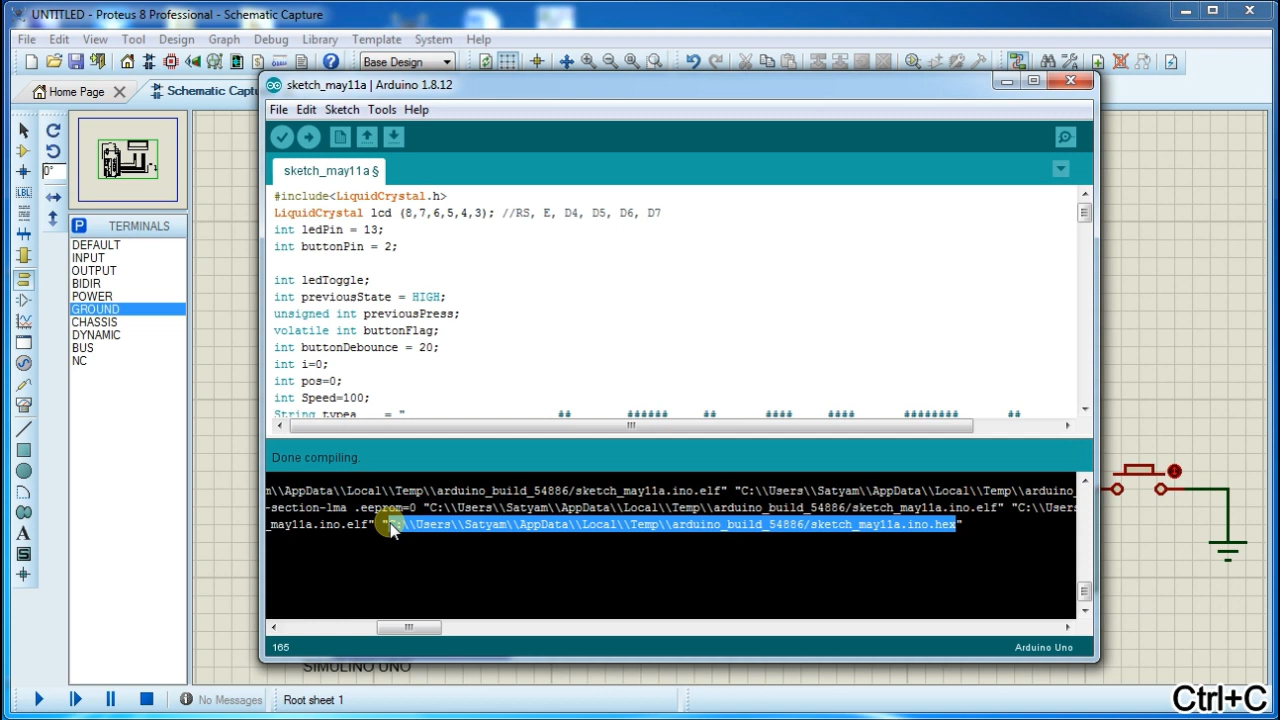 UNTITLED - Proteus 8 Professional - Schematic Capture
File Edit View Tool Design Graph Debug Library Template System Help
Base Design
Home Page
Schematic Captu
sketch_may11a | Arduino 1.8.12
File Edit Sketch Tools Help
sketch_may11a §
0°
LBL
P TERMINALS
DEFAULT
INPUT
OUTPUT
BIDIR
POWER
GROUND
CHASSIS
DYNAMIC
BUS
NC
A
S
#include<LiquidCrystal.h>
LiquidCrystal lcd (8,7,6,5,4,3); //RS, E, D4, D5, D6, D7
int ledPin = 13;
int buttonPin = 2;
int ledToggle;
int previousState = HIGH;
unsigned int previousPress;
volatile int buttonFlag;
int buttonDebounce = 20;
int i=0;
int pos=0;
int Speed=100;
String typea = " ## ###### ## #### #### ######## ##
Done compiling.
m\\AppData\\Local\\Temp\\arduino_build_54886/sketch_may11a.ino.elf" "C:\\Users\\Satyam\\AppData\\Local\\Temp\\arduino_
-section-lma .eeprom=0 "C:\\Users\\Satyam\\AppData\\Local\\Temp\\arduino_build_54886/sketch_may11a.ino.elf" "C:\\Users
_may11a.ino.elf" "C:\\Users\\Satyam\\AppData\\Local\\Temp\\arduino_build_54886/sketch_may11a.ino.hex"
165
Arduino Uno
SIMULINO UNO
No Messages
Root sheet 1
Ctrl+C